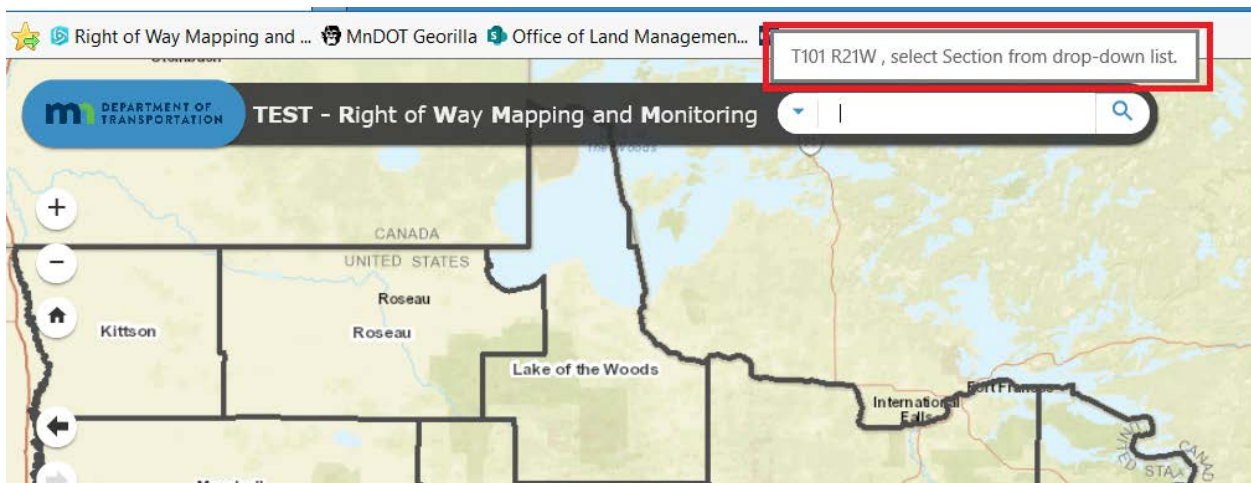 Right of Way Mapping and ... MnDOT Georilla Office of Land Managemen...
T101 R21W , select Section from drop-down list.
DEPARTMENT OF
TRANSPORTATION
TEST - Right of Way Mapping and Monitoring
The Woods
CANADA
UNITED STATES
Roseau
Kittson
Roseau
Lake of the Woods
International
Falls
Fort Frances